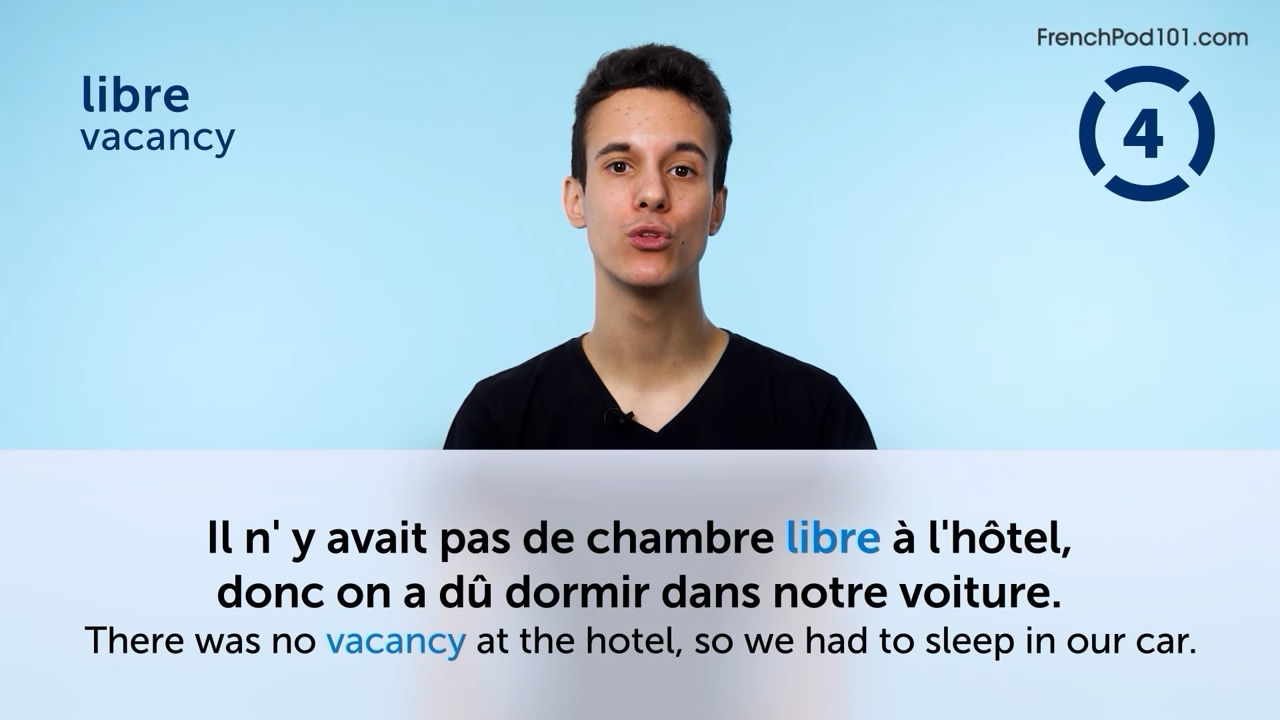 FrenchPod101.com
libre
vacancy
4
Il n' y avait pas de chambre libre à l'hôtel,
donc on a dû dormir dans notre voiture.
There was no vacancy at the hotel, so we had to sleep in our car.